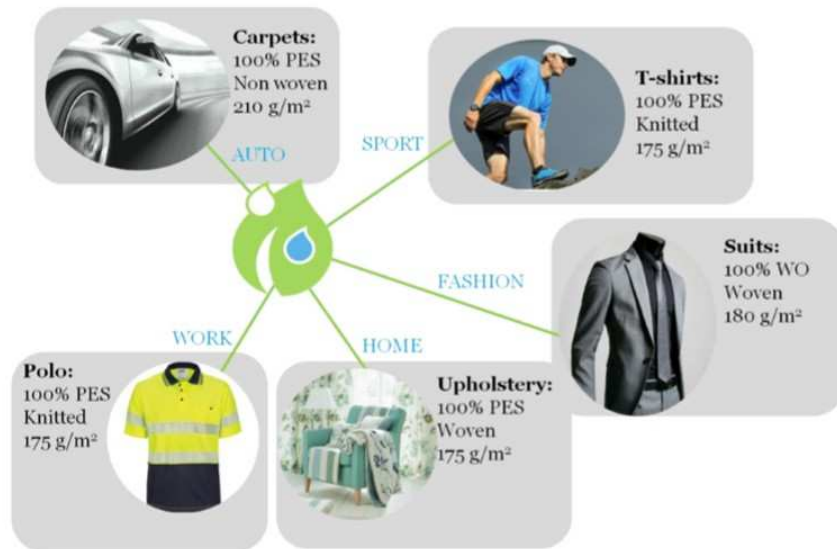 Carpets:
100% PES
Non woven
210 g/m²
AUTO
SPORT
T-shirts:
100% PES
Knitted
175 g/m²
FASHION
Suits:
100% WO
Woven
180 g/m²
WORK
HOME
Polo:
100% PES
Knitted
175 g/m²
Upholstery:
100% PES
Woven
175 g/m²